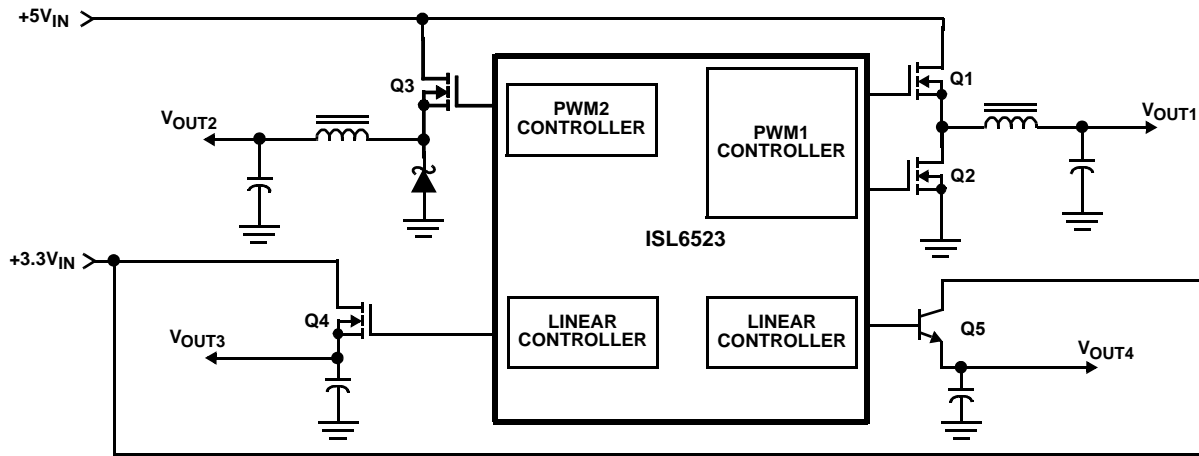 +5VIN
Q3
Q1
VOUT2
PWM2
CONTROLLER
PWM1
CONTROLLER
VOUT1
Q2
ISL6523
+3.3VIN
Q4
LINEAR
CONTROLLER
LINEAR
CONTROLLER
Q5
VOUT3
VOUT4